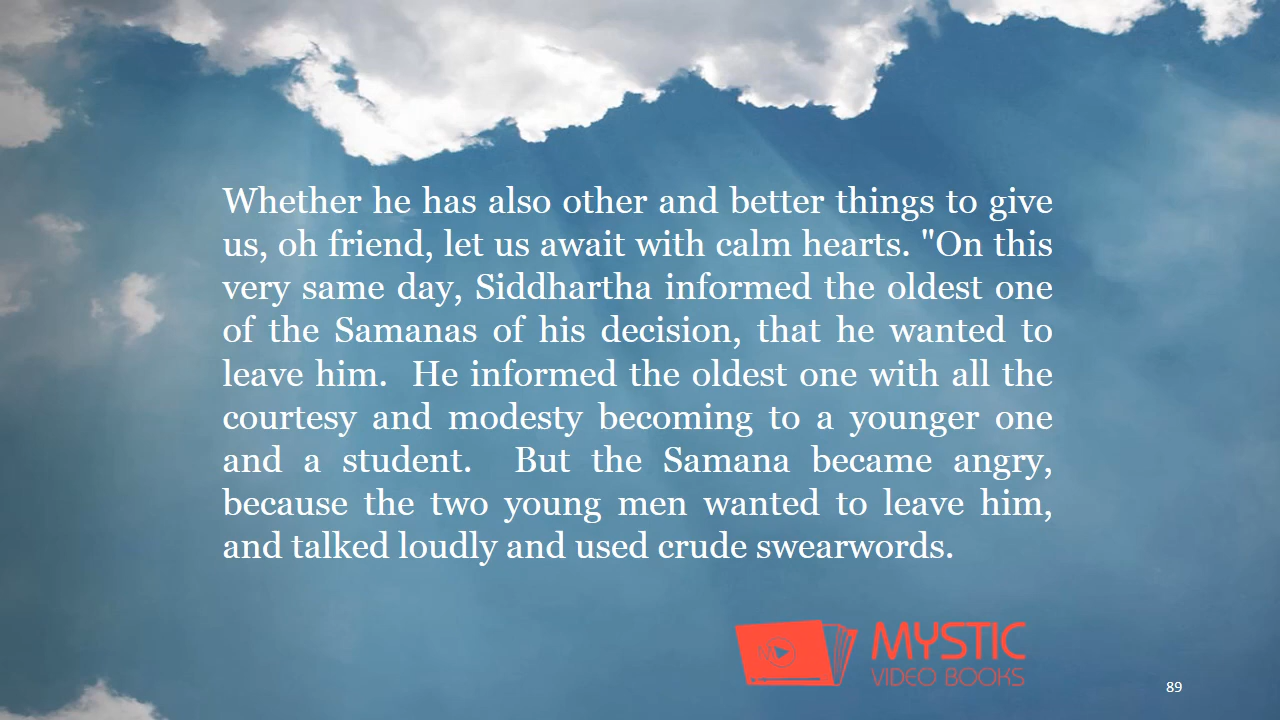 Whether he has also other and better things to give
us, oh friend, let us await with calm hearts. "On this
very same day, Siddhartha informed the oldest one
of the Samanas of his decision, that he wanted to
leave him.  He informed the oldest one with all the
courtesy and modesty becoming to a younger one
and a student.  But the Samana became angry,
because the two young men wanted to leave him,
and talked loudly and used crude swearwords.
MYSTIC
VIDEO BOOKS
89